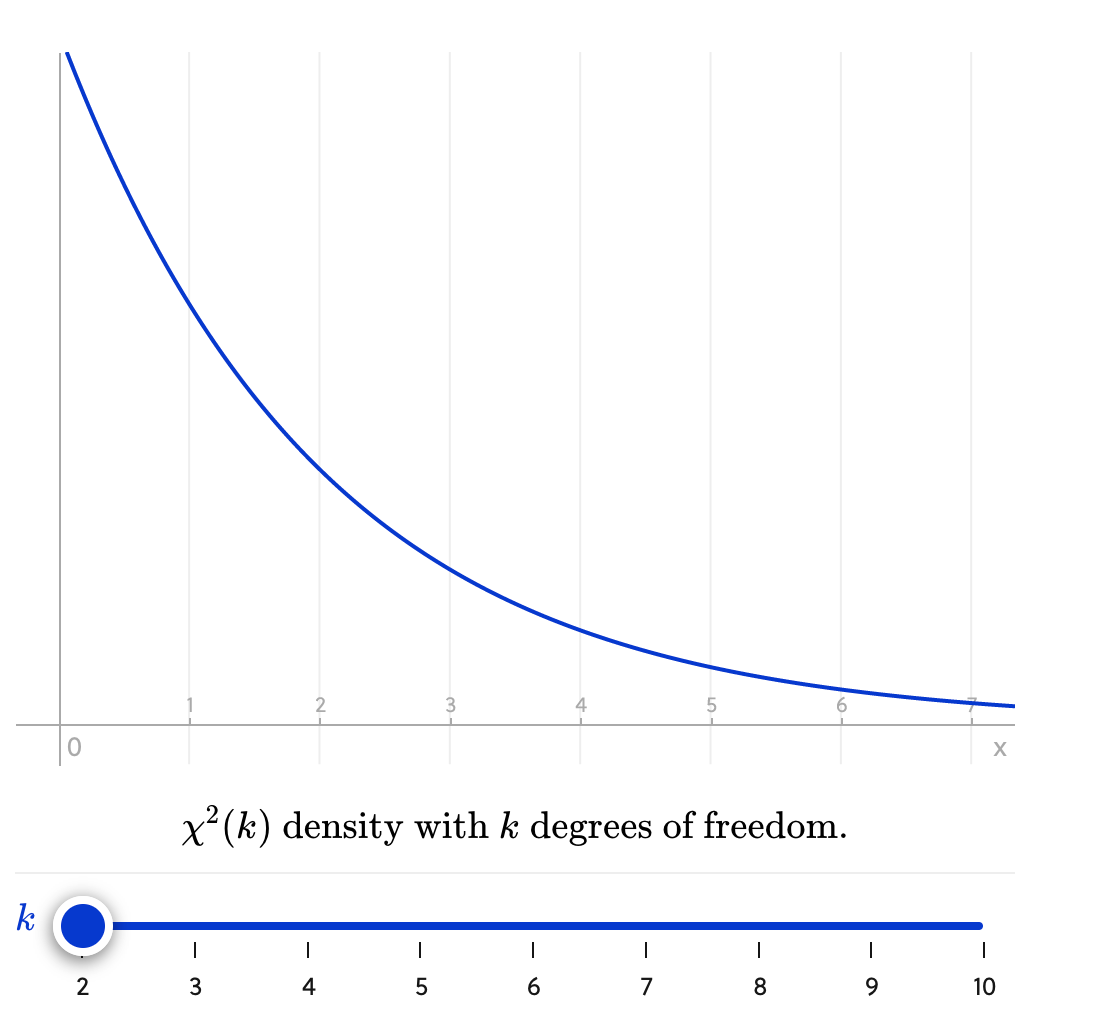 1 2 3 4 5 6 7
0 x
χ²(k) density with k degrees of freedom.
k
2 3 4 5 6 7 8 9 10